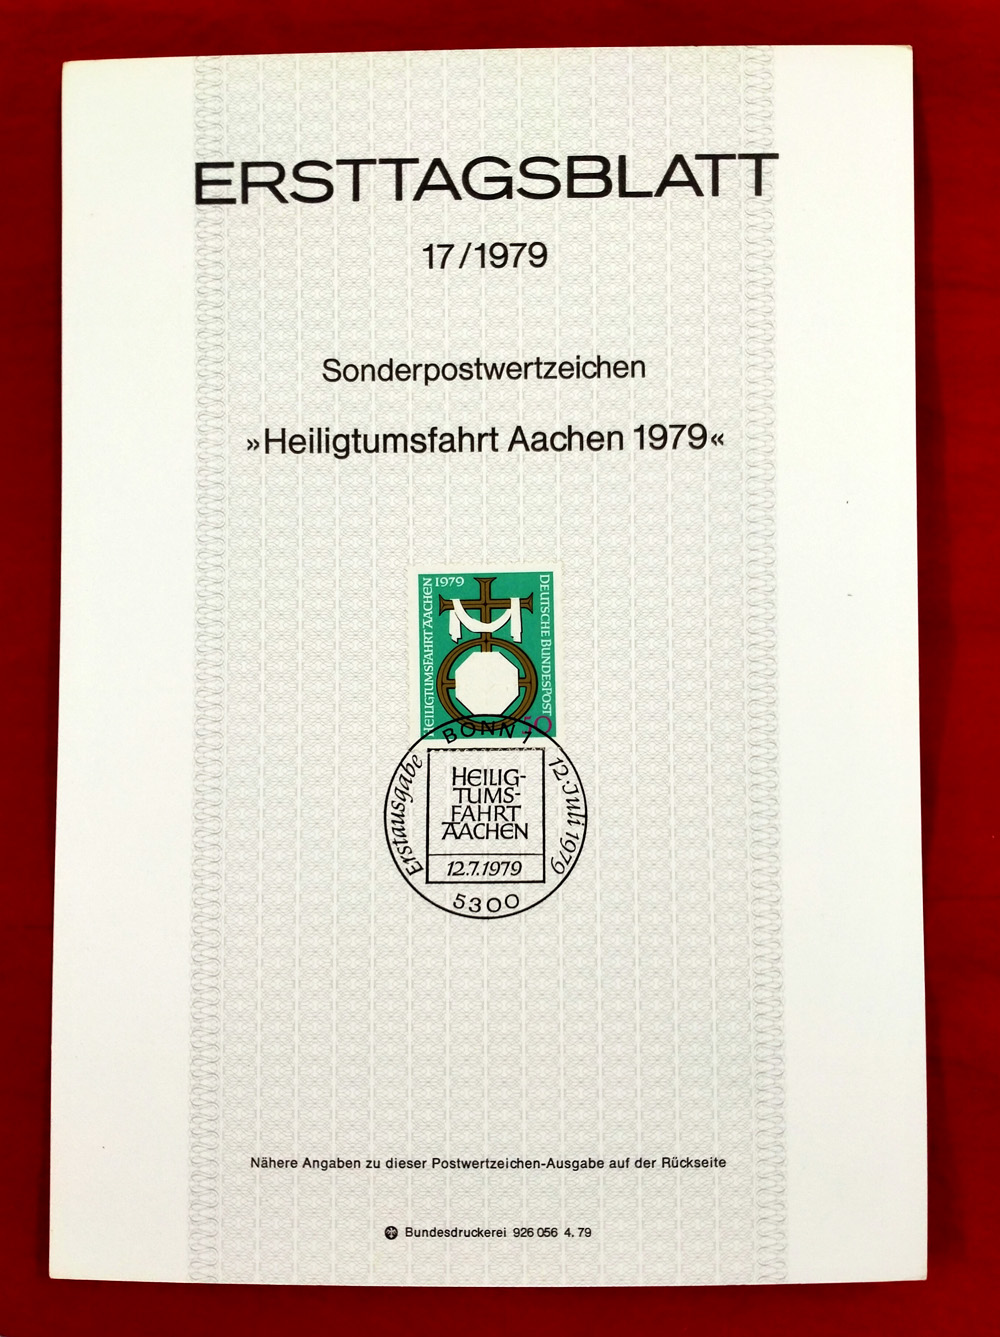 ERSTTAGSBLATT
17/1979
Sonderpostwertzeichen
»Heiligtumsfahrt Aachen 1979«
HEILIGTUMSFAHRT AACHEN 1979
DEUTSCHE BUNDESPOST
50
BONN 1
Erstausgabe
12. Juli 1979
HEILIG-
TUMS-
FAHRT
AACHEN
12.7.1979
5300
Nähere Angaben zu dieser Postwertzeichen-Ausgabe auf der Rückseite
Bundesdruckerei 926 056 4. 79